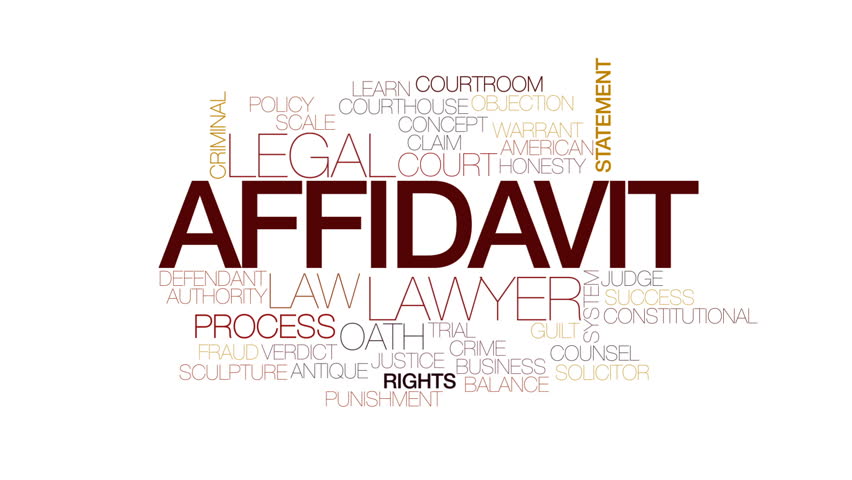 LEARN COURTROOM
POLICY COURTHOUSE OBJECTION
SCALE CONCEPT WARRANT
CRIMINAL
CLAIM AMERICAN
STATEMENT
LEGAL COURT HONESTY
AFFIDAVIT
DEFENDANT LAW LAWYER SYSTEM JUDGE
AUTHORITY SUCCESS
PROCESS OATH TRIAL GUILT CONSTITUTIONAL
FRAUD VERDICT CRIME COUNSEL
SCULPTURE ANTIQUE JUSTICE BUSINESS SOLICITOR
RIGHTS BALANCE
PUNISHMENT